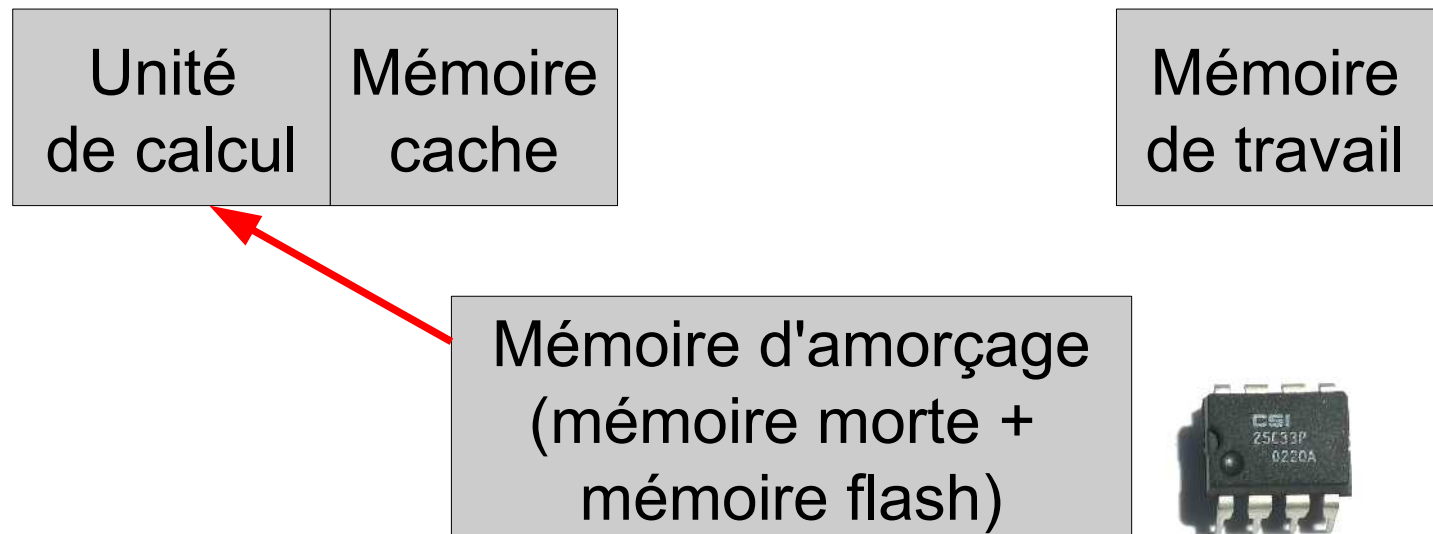 Unité
de calcul
Mémoire
cache
Mémoire
de travail
Mémoire d'amorçage
(mémoire morte +
mémoire flash)
CSI
25C33P
0220A